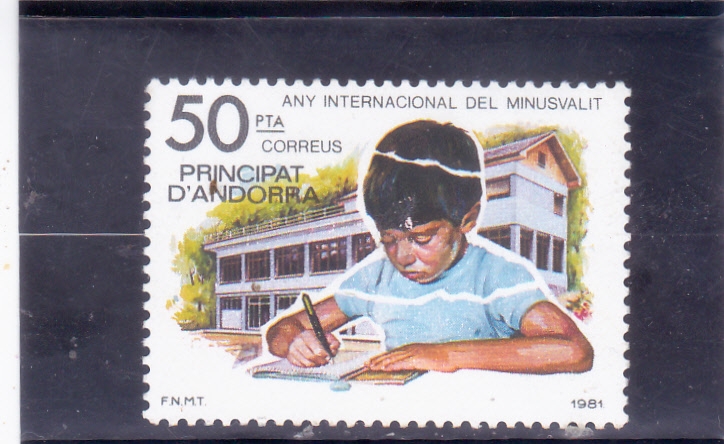 ANY INTERNACIONAL DEL MINUSVALIT
50 PTA
CORREUS
PRINCIPAT
D'ANDORRA
F.N.M.T.
1981